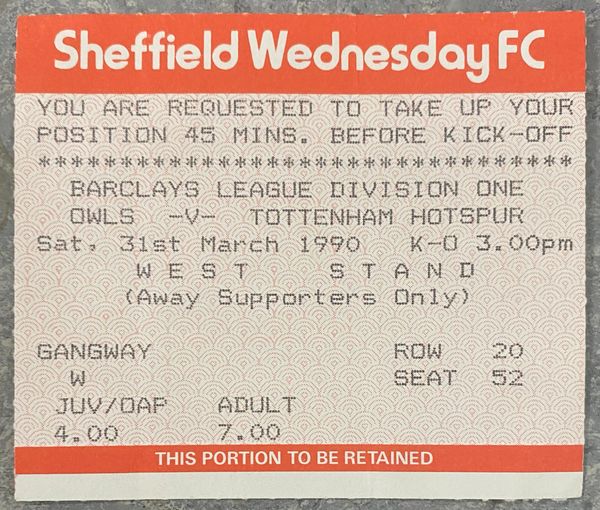 Sheffield Wednesday FC
YOU ARE REQUESTED TO TAKE UP YOUR
POSITION 45 MINS. BEFORE KICK-OFF
*********************************
BARCLAYS LEAGUE DIVISION ONE
OWLS -V- TOTTENHAM HOTSPUR
Sat, 31st March 1990 K-O 3.00pm
WEST STAND
(Away Supporters Only)
GANGWAY ROW 20
W SEAT 52
JUV/OAP ADULT
4.00 7.00
THIS PORTION TO BE RETAINED